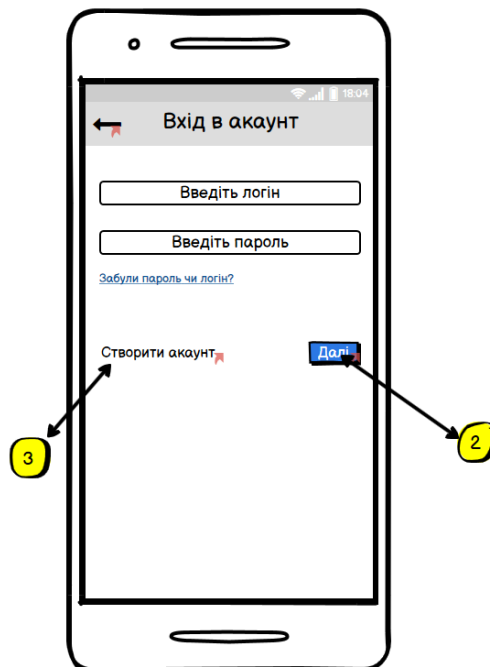 18:04
Вхід в акаунт
Введіть логін
Введіть пароль
Забули пароль чи логін?
Створити акаунт
Далі
3
2